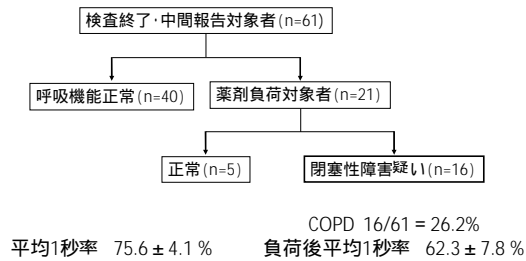 検査終了・中間報告対象者(n=61)
呼吸機能正常(n=40)
薬剤負荷対象者(n=21)
正常(n=5)
閉塞性障害疑い(n=16)
COPD 16/61 = 26.2%
平均1秒率 75.6 ± 4.1 %
負荷後平均1秒率 62.3 ± 7.8 %